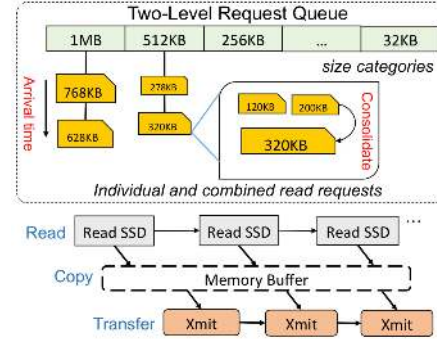 Two-Level Request Queue
1MB 512KB 256KB ... 32KB
size categories
Arrival time
768KB
628KB
278KB
320KB
120KB 200KB
320KB
Consolidate
Individual and combined read requests
Read
Read SSD Read SSD Read SSD ...
Copy
Memory Buffer
Transfer
Xmit Xmit Xmit